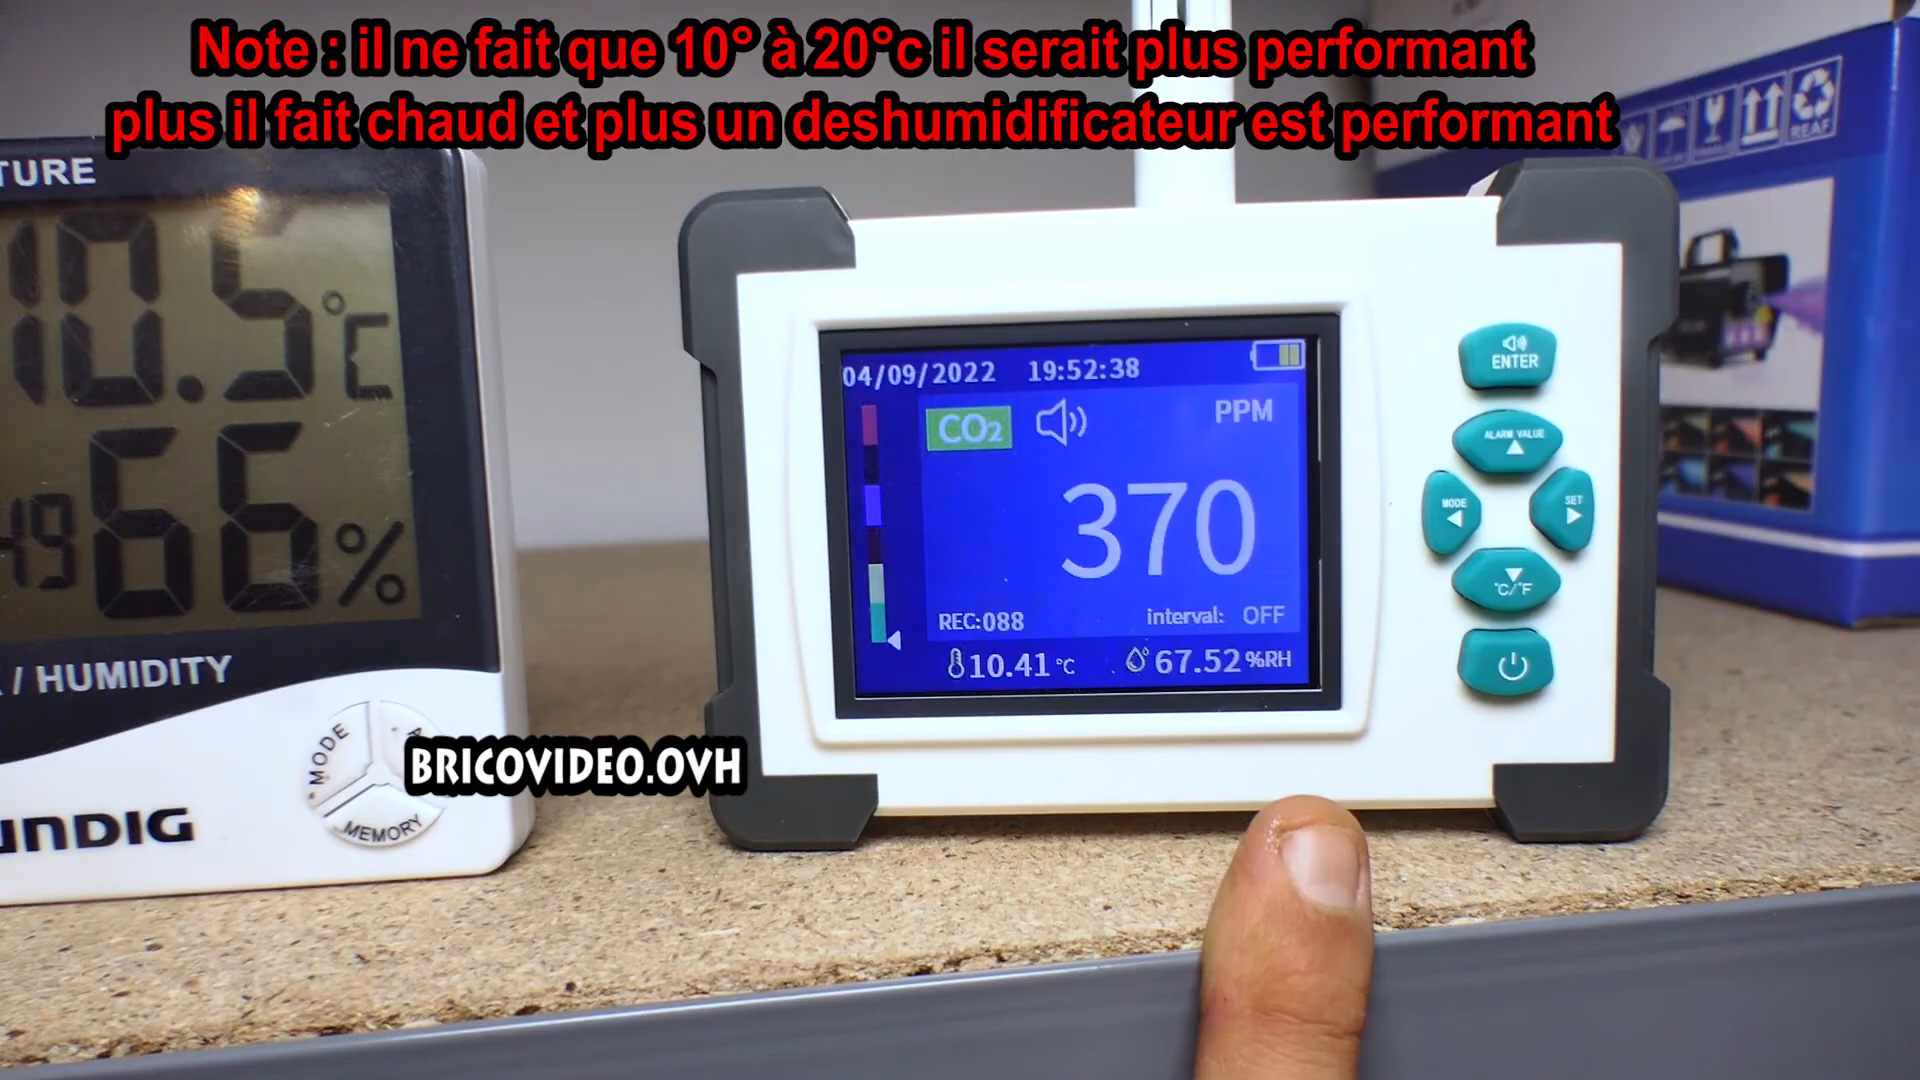 Note : il ne fait que 10° à 20°c il serait plus performant
plus il fait chaud et plus un deshumidificateur est performant
TURE
10.5°C
49 66%
/ HUMIDITY
MODE
MEMORY
UNDIG
BRICOVIDEO.OVH
04/09/2022 19:52:38
CO2 PPM
370
REC:088 interval: OFF
10.41°C 67.52%RH
ENTER
ALARM VALUE
MODE
SET
°C/°F
REAF